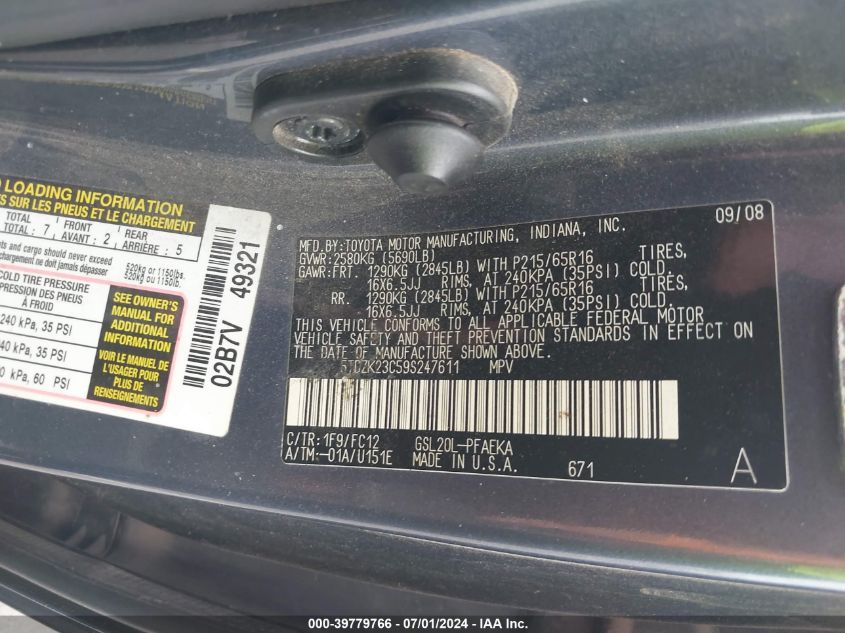 LOADING INFORMATION
SUR LES PNEUS ET LE CHARGEMENT
TOTAL 7 FRONT 2 REAR 5
TOTAL : AVANT : ARRIÈRE :
and cargo should never exceed 520kg or 1150lbs.
chargement ne doit jamais dépasser 520kg ou 1150lb.
COLD TIRE PRESSURE
PRESSION DES PNEUS
À FROID
240 kPa, 35 PSI
40 kPa, 35 PSI
0 kPa, 60 PSI
SEE OWNER'S
MANUAL FOR
ADDITIONAL
INFORMATION
VOIR LE MANUEL DE
L'USAGER POUR
PLUS DE
RENSEIGNEMENTS
02B7V 49321
09/08
MFD.BY:TOYOTA MOTOR MANUFACTURING, INDIANA, INC.
GVWR:2580KG (5690LB)
GAWR:FRT. 1290KG (2845LB) WITH P215/65R16 TIRES,
16X6.5JJ RIMS, AT 240KPA (35PSI) COLD.
RR. 1290KG (2845LB) WITH P215/65R16 TIRES,
16X6.5JJ RIMS, AT 240KPA (35PSI) COLD.
THIS VEHICLE CONFORMS TO ALL APPLICABLE FEDERAL MOTOR
VEHICLE SAFETY AND THEFT PREVENTION STANDARDS IN EFFECT ON
THE DATE OF MANUFACTURE SHOWN ABOVE.
5TDZK23C59S247611 MPV
C/TR: 1F9/FC12 GSL20L-PFAEKA
A/TM:-01A/U151E MADE IN U.S.A. 671 A
000-39779766 - 07/01/2024 - IAA Inc.